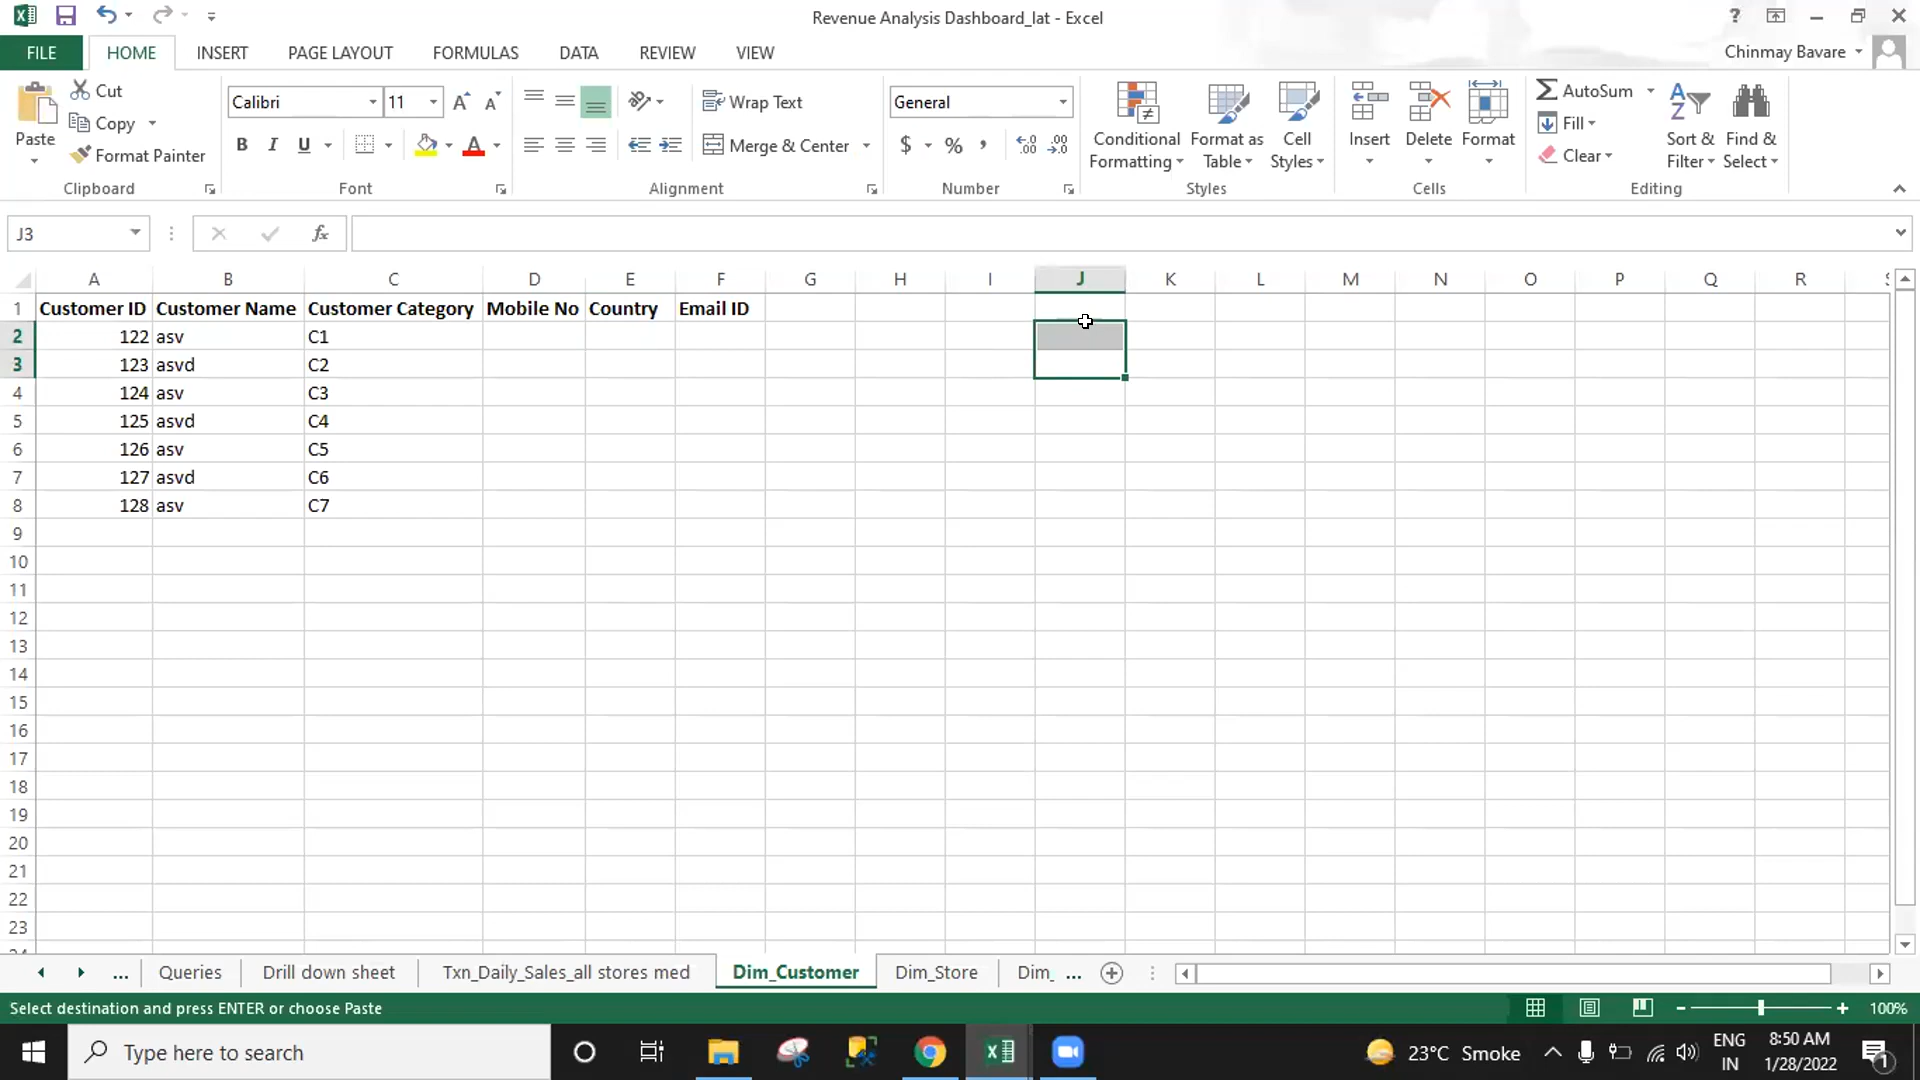 Revenue Analysis Dashboard_lat - Excel
FILE HOME INSERT PAGE LAYOUT FORMULAS DATA REVIEW VIEW Chinmay Bavare
Paste Cut Copy Format Painter
Clipboard
Calibri 11
B I U A
Font
Wrap Text
Merge & Center
Alignment
General
$ % ,
Number
Conditional Formatting
Format as Table
Cell Styles
Styles
Insert Delete Format
Cells
AutoSum
Fill
Clear
Sort & Filter
Find & Select
Editing
J3 fx
A B C D E F G H I J K L M N O P Q R
1 Customer ID Customer Name Customer Category Mobile No Country Email ID
2 122 asv C1
3 123 asvd C2
4 124 asv C3
5 125 asvd C4
6 126 asv C5
7 127 asvd C6
8 128 asv C7
9
10
11
12
13
14
15
16
17
18
19
20
21
22
23
... Queries Drill down sheet Txn_Daily_Sales_all stores med Dim_Customer Dim_Store Dim_ ...
Select destination and press ENTER or choose Paste 100%
Type here to search 23°C Smoke ENG IN 8:50 AM 1/28/2022 1